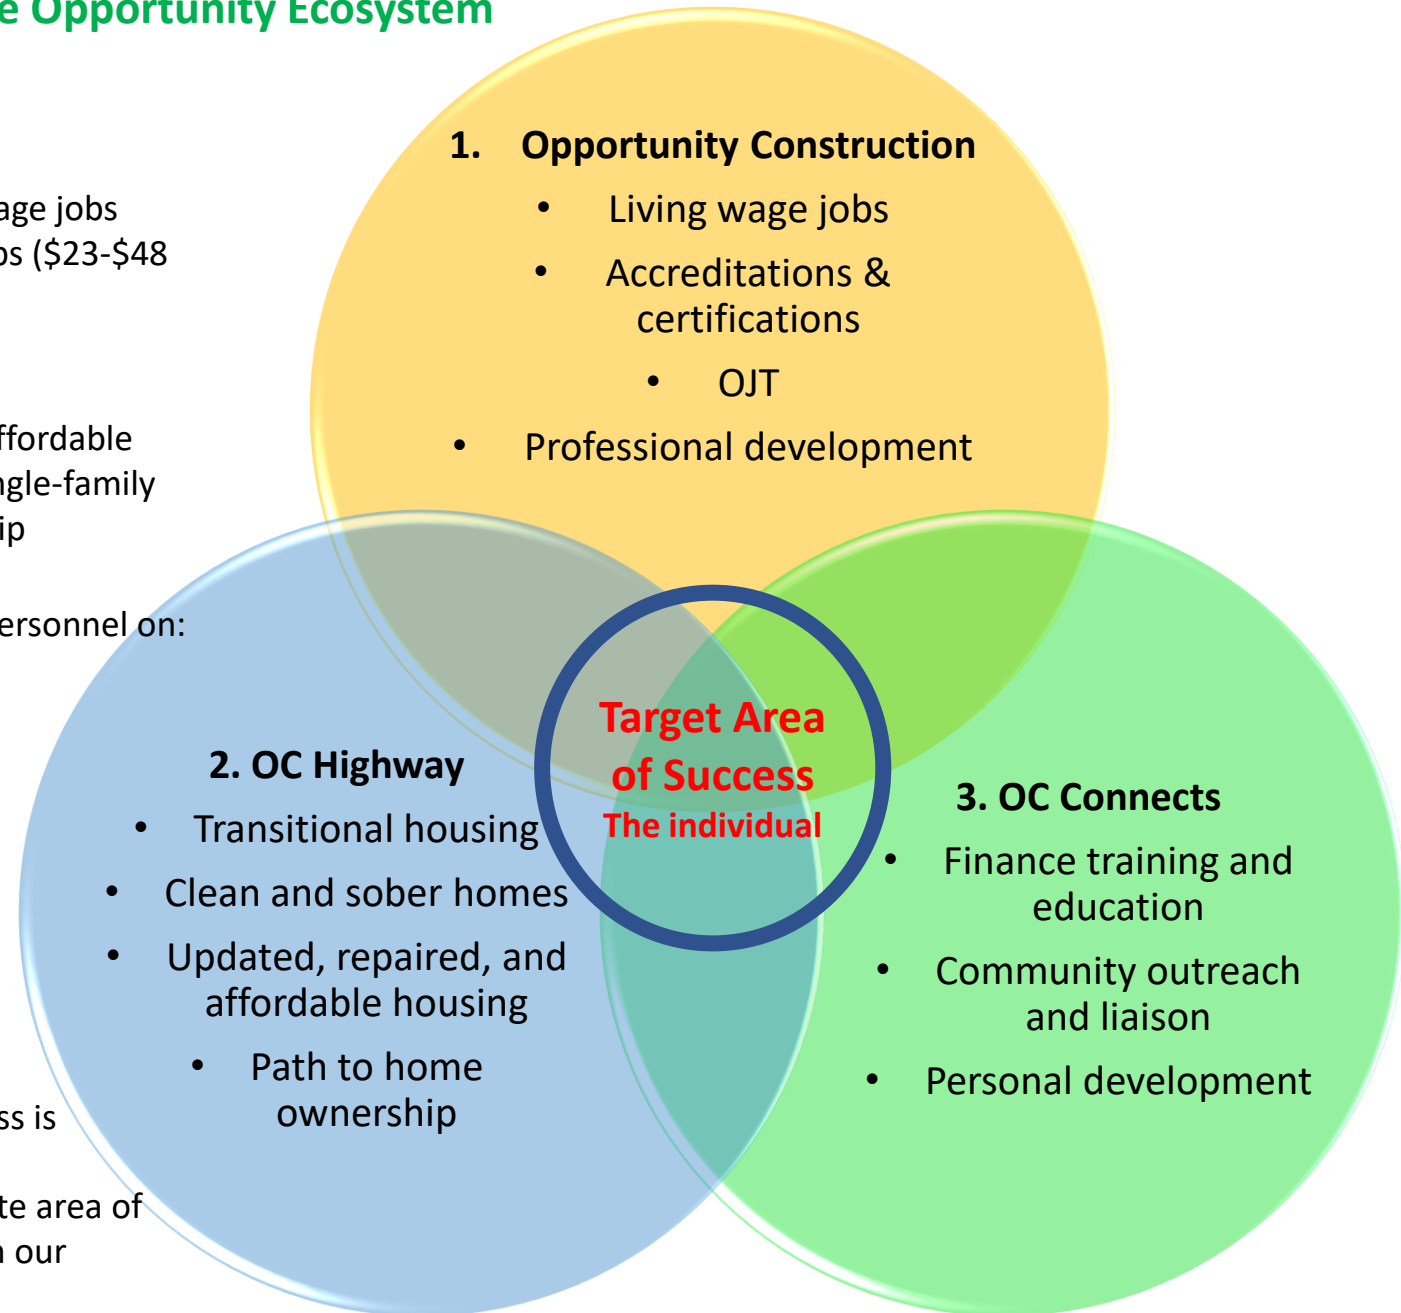 e Opportunity Ecosystem
age jobs
os ($23-$48
ffordable
ngle-family
ip
ersonnel on:
ss is
te area of
n our
1. Opportunity Construction
• Living wage jobs
• Accreditations &
certifications
• OJT
• Professional development
Target Area
of Success
The individual
2. OC Highway
• Transitional housing
• Clean and sober homes
• Updated, repaired, and
affordable housing
• Path to home
ownership
3. OC Connects
• Finance training and
education
• Community outreach
and liaison
• Personal development